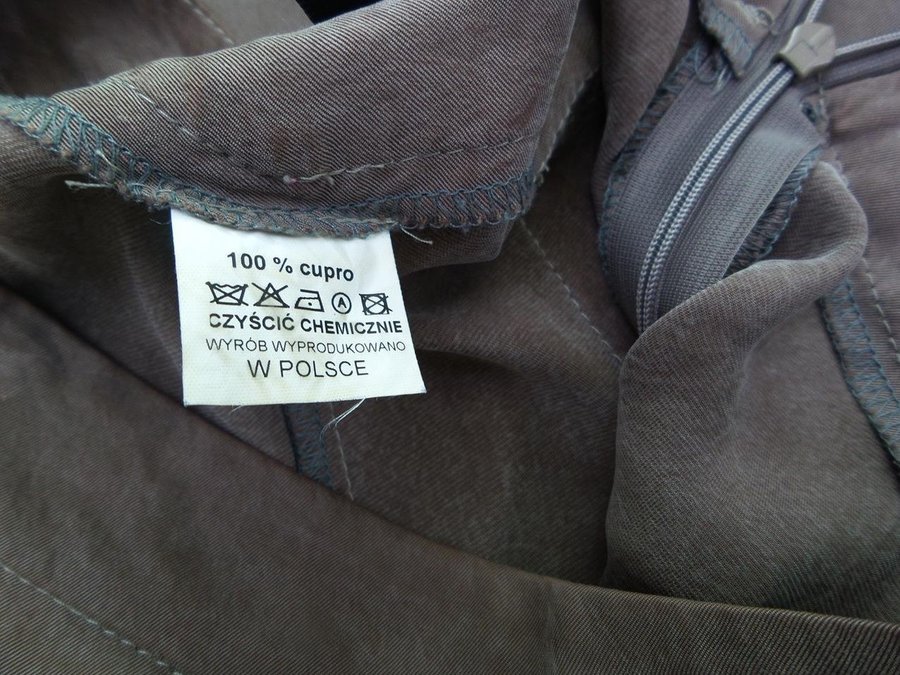 100 % cupro
A
CZYŚCIĆ CHEMICZNIE
WYRÓB WYPRODUKOWANO
W POLSCE